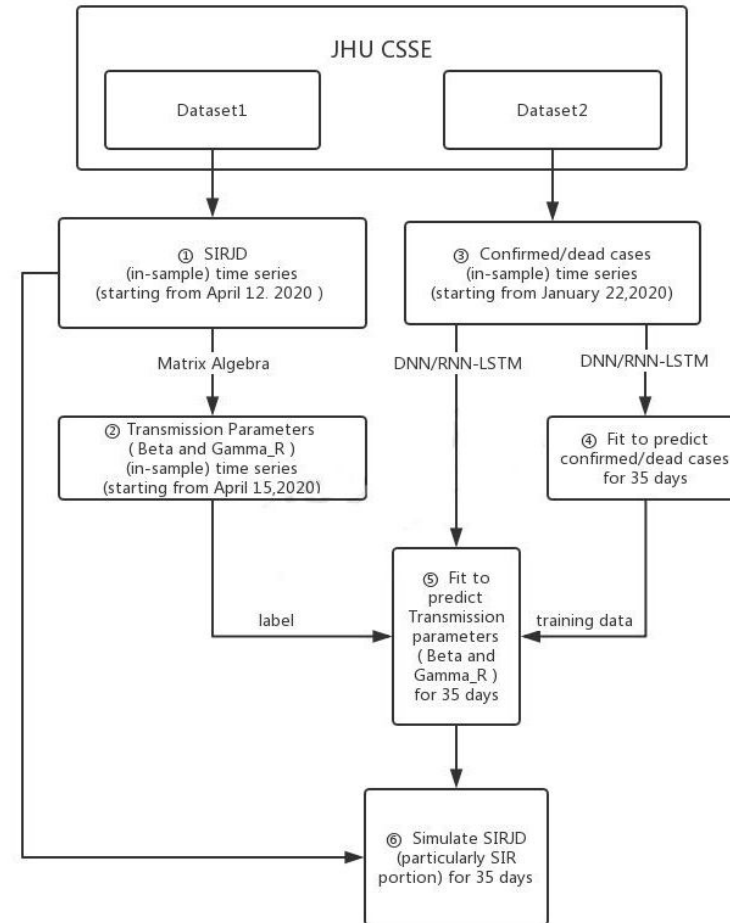 JHU CSSE
Dataset1
Dataset2
① SIRJD
(in-sample) time series
(starting from April 12. 2020 )
③ Confirmed/dead cases
(in-sample) time series
(starting from January 22,2020)
Matrix Algebra
DNN/RNN-LSTM
DNN/RNN-LSTM
② Transmission Parameters
( Beta and Gamma_R )
(in-sample) time series
(starting from April 15,2020)
④ Fit to predict
confirmed/dead cases
for 35 days
⑤ Fit to
predict
Transmission
parameters
( Beta and
Gamma_R )
for 35 days
label
training data
⑥ Simulate SIRJD
(particularly SIR
portion) for 35 days